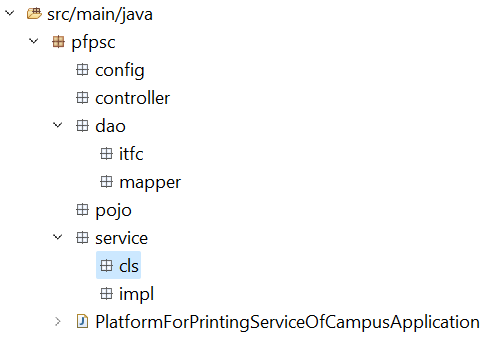 src/main/java
pfpsc
config
controller
dao
itfc
mapper
pojo
service
cls
impl
PlatformForPrintingServiceOfCampusApplication